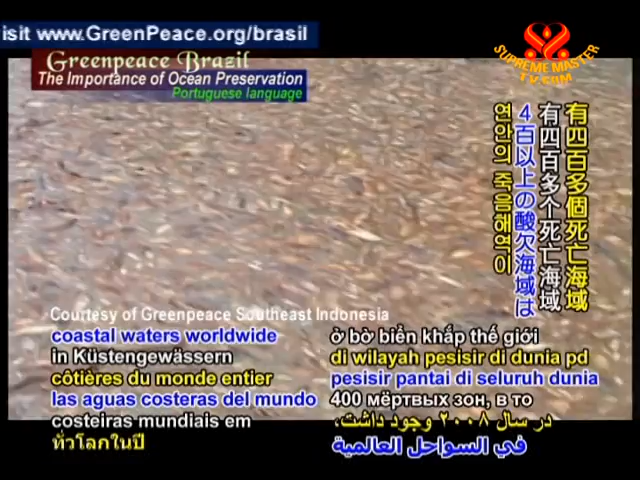 isit www.GreenPeace.org/brasil
Greenpeace Brazil
The Importance of Ocean Preservation
Portuguese language
SUPREME MASTER
TV.COM
有四百多個死亡海域
有四百多个死亡海域
4百以上の酸欠海域は
연안의 죽음해역이
Courtesy of Greenpeace Southeast Indonesia
coastal waters worldwide
in Küstengewässern
côtières du monde entier
las aguas costeras del mundo
costeiras mundiais em
ทั่วโลกในปี
ở bờ biển khắp thế giới
di wilayah pesisir di dunia pd
pesisir pantai di seluruh dunia
400 мёртвых зон, в то
در سال ۲۰۰۸ وجود داشت،
في السواحل العالمية